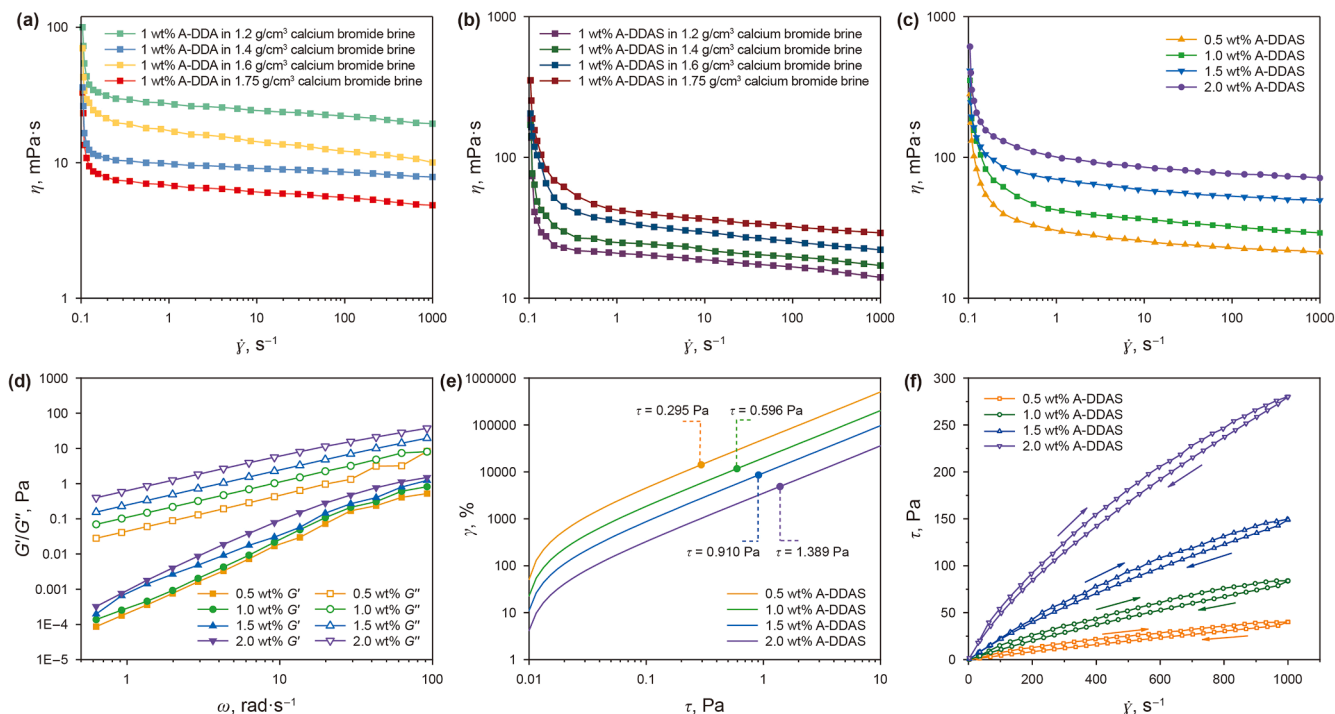 (a)
100
10
1
η, mPa·s
1 wt% A-DDA in 1.2 g/cm³ calcium bromide brine
1 wt% A-DDA in 1.4 g/cm³ calcium bromide brine
1 wt% A-DDA in 1.6 g/cm³ calcium bromide brine
1 wt% A-DDA in 1.75 g/cm³ calcium bromide brine
0.1 1 10 100 1000
γ̇, s⁻¹
(b)
1000
100
10
η, mPa·s
1 wt% A-DDAS in 1.2 g/cm³ calcium bromide brine
1 wt% A-DDAS in 1.4 g/cm³ calcium bromide brine
1 wt% A-DDAS in 1.6 g/cm³ calcium bromide brine
1 wt% A-DDAS in 1.75 g/cm³ calcium bromide brine
0.1 1 10 100 1000
γ̇, s⁻¹
(c)
1000
100
10
η, mPa·s
0.5 wt% A-DDAS
1.0 wt% A-DDAS
1.5 wt% A-DDAS
2.0 wt% A-DDAS
0.1 1 10 100 1000
γ̇, s⁻¹
(d)
1000
100
10
1
0.1
0.01
0.001
1E−4
1E−5
G′/G″, Pa
0.5 wt% G′ 0.5 wt% G″
1.0 wt% G′ 1.0 wt% G″
1.5 wt% G′ 1.5 wt% G″
2.0 wt% G′ 2.0 wt% G″
1 10 100
ω, rad·s⁻¹
(e)
1000000
100000
10000
1000
100
10
1
γ, %
τ = 0.295 Pa τ = 0.596 Pa
τ = 0.910 Pa τ = 1.389 Pa
0.5 wt% A-DDAS
1.0 wt% A-DDAS
1.5 wt% A-DDAS
2.0 wt% A-DDAS
0.01 0.1 1 10
τ, Pa
(f)
300
250
200
150
100
50
0
τ, Pa
0.5 wt% A-DDAS
1.0 wt% A-DDAS
1.5 wt% A-DDAS
2.0 wt% A-DDAS
0 200 400 600 800 1000
γ̇, s⁻¹